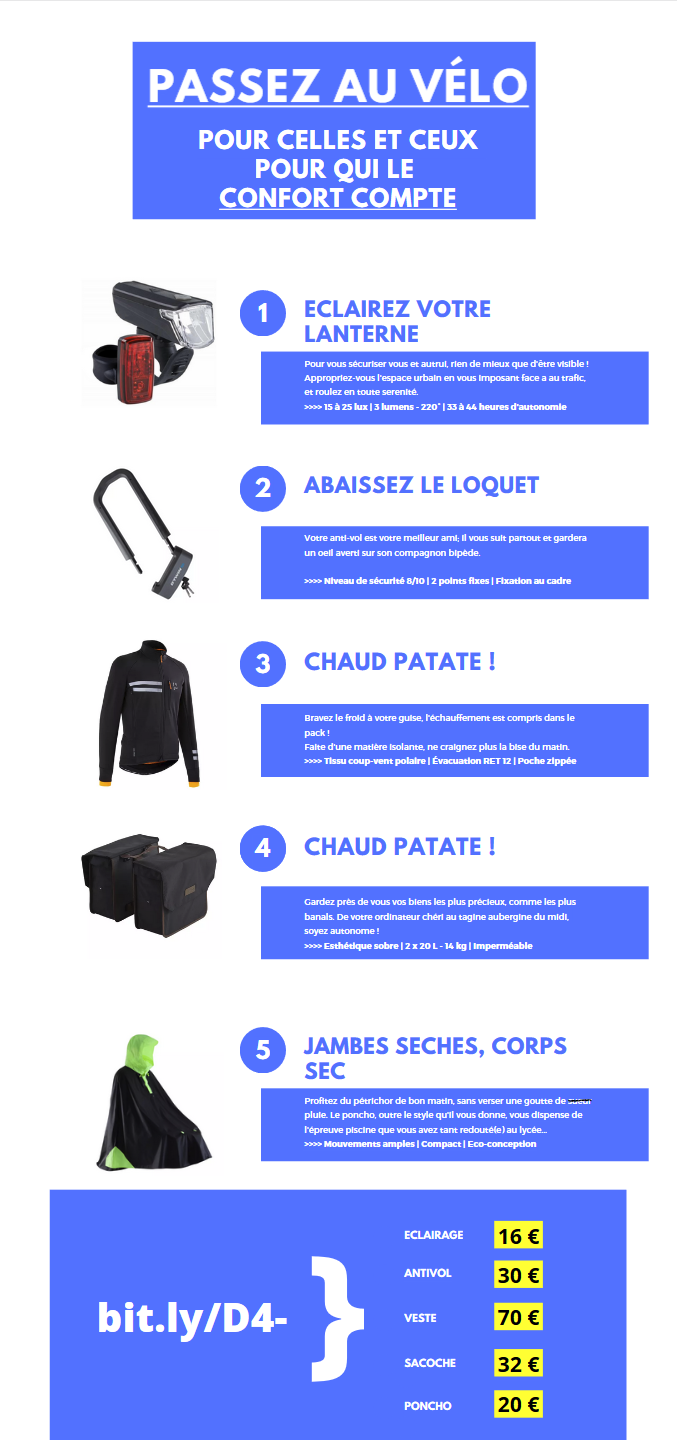 PASSEZ AU VÉLO
POUR CELLES ET CEUX
POUR QUI LE
CONFORT COMPTE
1
ECLAIREZ VOTRE
LANTERNE
Pour vous sécuriser vous et autrui, rien de mieux que d'être visible !
Appropriez-vous l'espace urbain en vous imposant face a au trafic,
et roulez en toute serenité.
>>>> 15 à 25 lux | 3 lumens - 220° | 33 à 44 heures d'autonomie
2
ABAISSEZ LE LOQUET
Votre anti-vol est votre meilleur ami; il vous suit partout et gardera
un oeil averti sur son compagnon bipède.
>>>> Niveau de sécurité 8/10 | 2 points fixes | Fixation au cadre
3
CHAUD PATATE !
Bravez le froid à votre guise, l'échauffement est compris dans le
pack !
Faite d'une matière isolante, ne craignez plus la bise du matin.
>>>> Tissu coup-vent polaire | Évacuation RET 12 | Poche zippée
4
CHAUD PATATE !
Gardez près de vous vos biens les plus précieux, comme les plus
banals. De votre ordinateur chéri au tagine aubergine du midi,
soyez autonome !
>>>> Esthétique sobre | 2 x 20 L - 14 kg | Imperméable
5
JAMBES SECHES, CORPS
SEC
Profitez du pétrichor de bon matin, sans verser une goutte de
pluie. Le poncho, outre le style qu'il vous donne, vous dispense de
l'épreuve piscine que vous avez tant redouté(e) au lycée...
>>>> Mouvements amples | Compact | Eco-conception
bit.ly/D4-
}
ECLAIRAGE 16 €
ANTIVOL 30 €
VESTE 70 €
SACOCHE 32 €
PONCHO 20 €